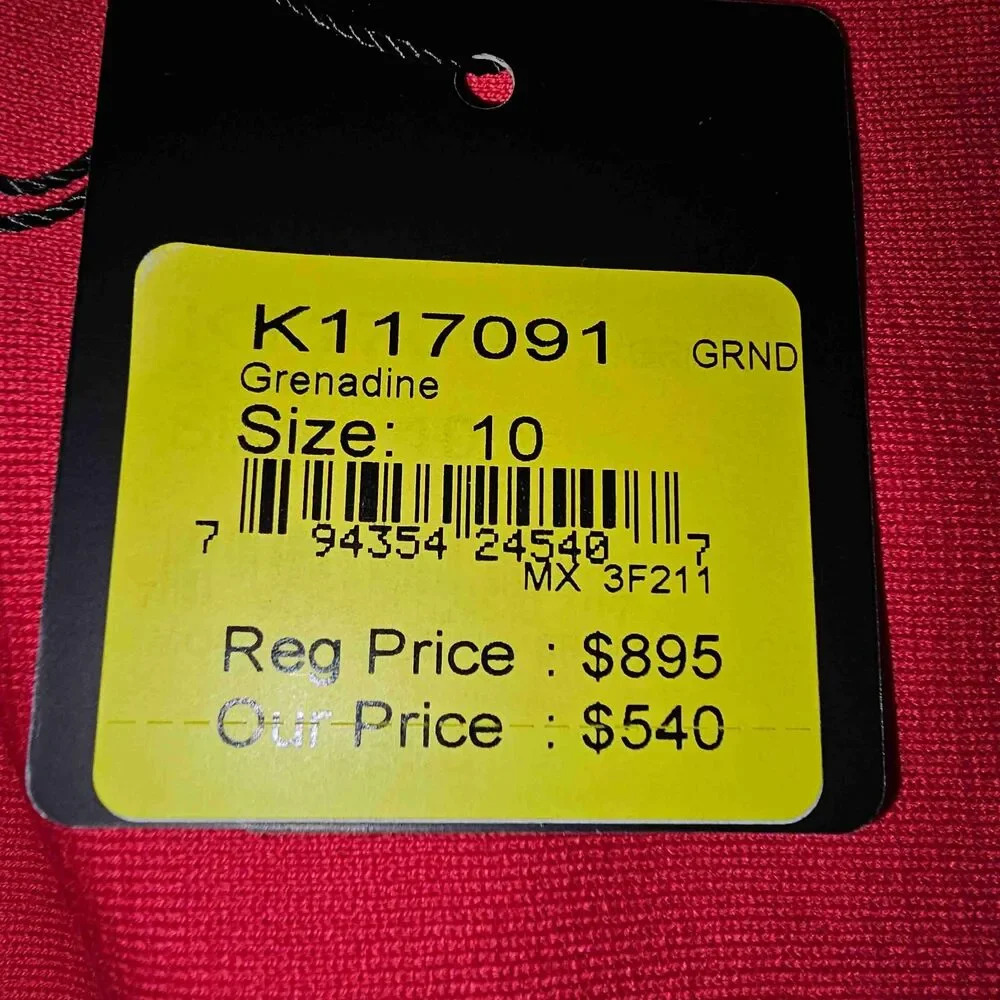 K117091 GRND
Grenadine
Size: 10
7 94354 24540 7
MX 3F211
Reg Price : $895
Our Price : $540